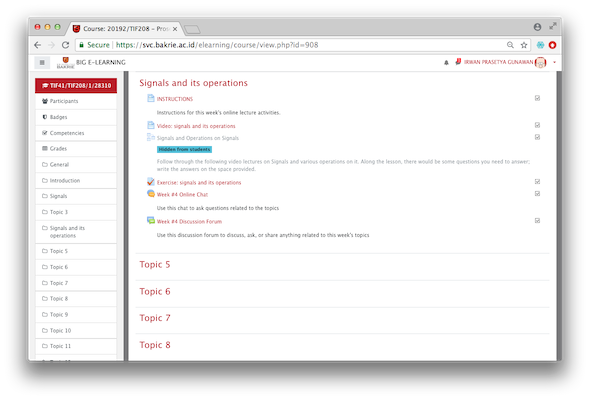 Course: 20192/TIF208 – Pros
Secure
https://svc.bakrie.ac.id/elearning/course/view.php?id=908
BAKRIE
BIG E-LEARNING
IRWAN PRASETYA GUNAWAN
TIF41/TIF208/1/28310
Participants
Badges
Competencies
Grades
General
Introduction
Signals
Topic 3
Signals and its
operations
Topic 5
Topic 6
Topic 7
Topic 8
Topic 9
Topic 10
Topic 11
Signals and its operations
INSTRUCTIONS
Instructions for this week's online lecture activities.
Video: signals and its operations
Signals and Operations on Signals
Hidden from students
Follow through the following video lectures on Signals and various operations on it. Along the lesson, there would be some questions you need to answer;
write the answers on the space provided.
Exercise: signals and its operations
Week #4 Online Chat
Use this chat to ask questions related to the topics
Week #4 Discussion Forum
Use this discussion forum to discuss, ask, or share anything related to this week's topics
Topic 5
Topic 6
Topic 7
Topic 8